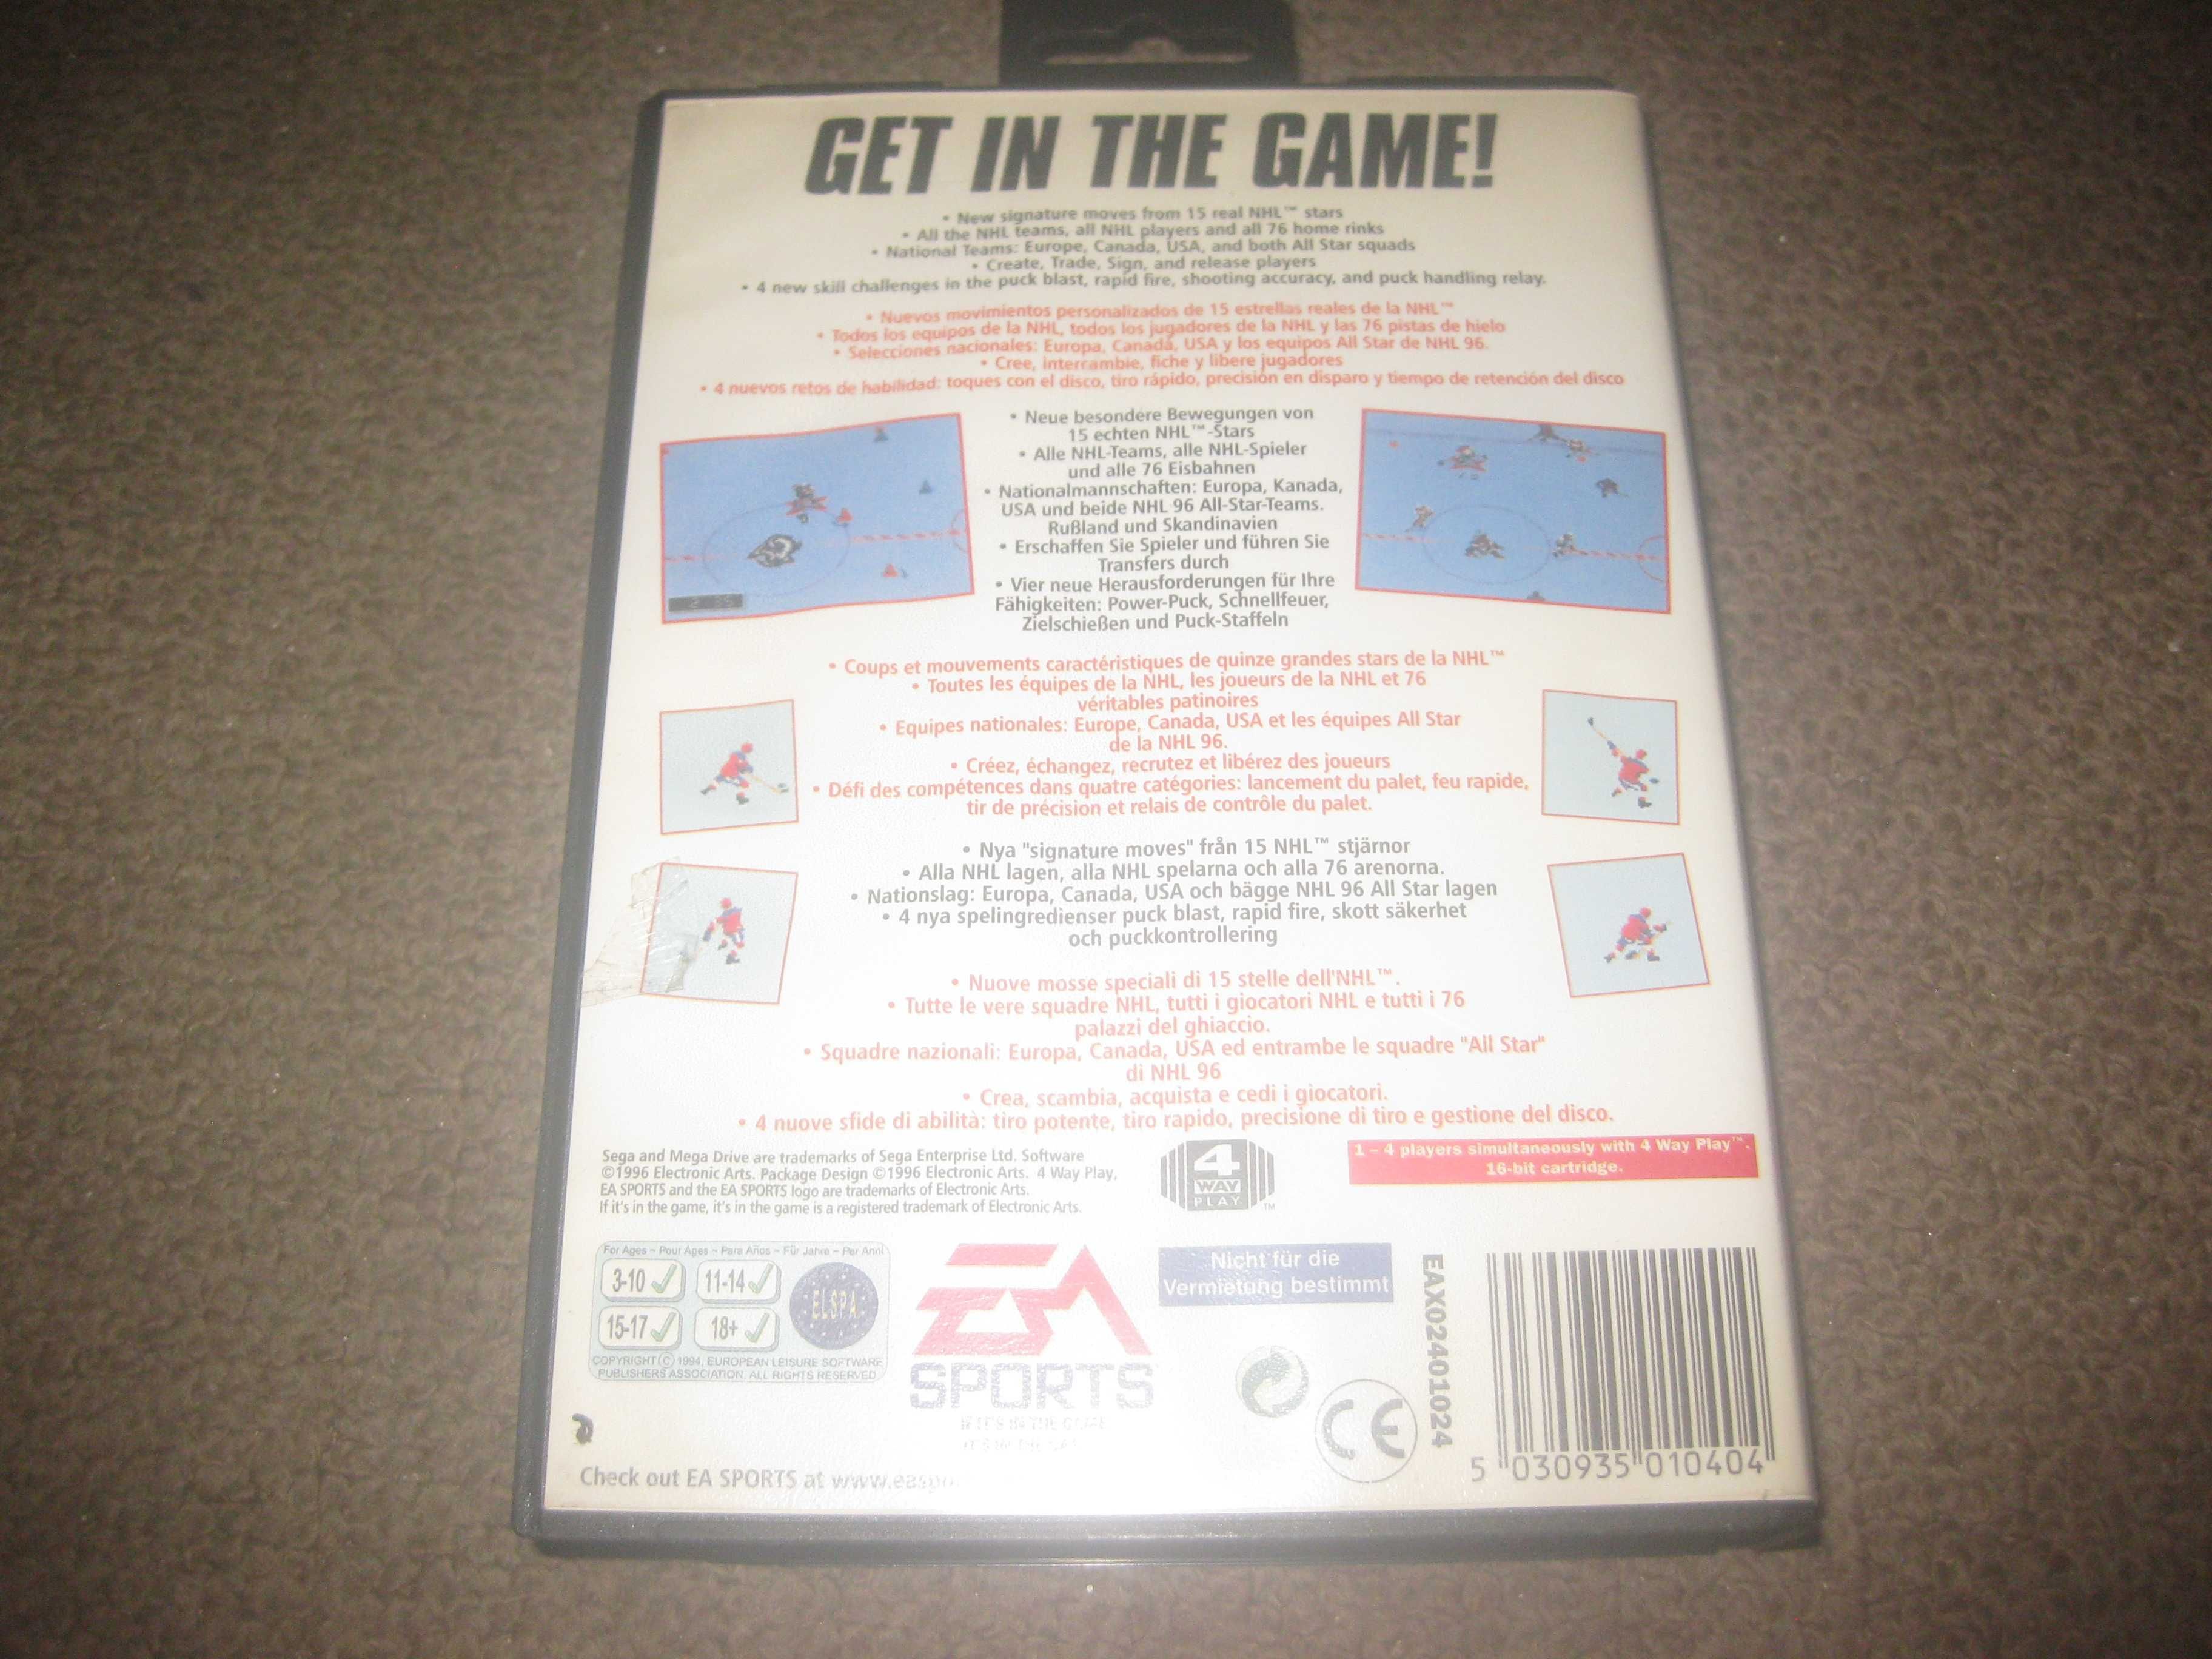 GET IN THE GAME!
• New signature moves from 15 real NHL™ stars
• All the NHL teams, all NHL players and all 76 home rinks
• National Teams: Europe, Canada, USA, and both All Star squads
• Create, Trade, Sign, and release players
• 4 new skill challenges in the puck blast, rapid fire, shooting accuracy, and puck handling relay.
• Nuevos movimientos personalizados de 15 estrellas reales de la NHL™
• Todos los equipos de la NHL, todos los jugadores de la NHL y las 76 pistas de hielo
• Selecciones nacionales: Europa, Canadá, USA y los equipos All Star de NHL 96.
• Cree, intercambie, fiche y libere jugadores
• 4 nuevos retos de habilidad: toques con el disco, tiro rápido, precisión en disparo y tiempo de retención del disco
• Neue besondere Bewegungen von
15 echten NHL™-Stars
• Alle NHL-Teams, alle NHL-Spieler
und alle 76 Eisbahnen
• Nationalmannschaften: Europa, Kanada,
USA und beide NHL 96 All-Star-Teams.
Rußland und Skandinavien
• Erschaffen Sie Spieler und führen Sie
Transfers durch
• Vier neue Herausforderungen für Ihre
Fähigkeiten: Power-Puck, Schnellfeuer,
Zielschießen und Puck-Staffeln
• Coups et mouvements caractéristiques de quinze grandes stars de la NHL™
• Toutes les équipes de la NHL, les joueurs de la NHL et 76
véritables patinoires
• Equipes nationales: Europe, Canada, USA et les équipes All Star
de la NHL 96.
• Créez, échangez, recrutez et libérez des joueurs
• Défi des compétences dans quatre catégories: lancement du palet, feu rapide,
tir de précision et relais de contrôle du palet.
• Nya "signature moves" från 15 NHL™ stjärnor
• Alla NHL lagen, alla NHL spelarna och alla 76 arenorna.
• Nationslag: Europa, Canada, USA och bägge NHL 96 All Star lagen
• 4 nya spelingredienser puck blast, rapid fire, skott säkerhet
och puckkontrollering
• Nuove mosse speciali di 15 stelle dell'NHL™.
• Tutte le vere squadre NHL, tutti i giocatori NHL e tutti i 76
palazzi del ghiaccio.
• Squadre nazionali: Europa, Canada, USA ed entrambe le squadre "All Star"
di NHL 96
• Crea, scambia, acquista e cedi i giocatori.
• 4 nuove sfide di abilità: tiro potente, tiro rapido, precisione di tiro e gestione del disco.
Sega and Mega Drive are trademarks of Sega Enterprise Ltd. Software
©1996 Electronic Arts. Package Design ©1996 Electronic Arts. 4 Way Play,
EA SPORTS and the EA SPORTS logo are trademarks of Electronic Arts.
If it's in the game, it's in the game is a registered trademark of Electronic Arts.
4
WAY
PLAY™
1 - 4 players simultaneously with 4 Way Play™.
16-bit cartridge.
For Ages – Pour Ages – Para Años – Für Jahre – Per Anni
3-10 11-14
15-17 18+
ELSPA
COPYRIGHT © 1994, EUROPEAN LEISURE SOFTWARE
PUBLISHERS ASSOCIATION. ALL RIGHTS RESERVED
EA
SPORTS
IF IT'S IN THE GAME
IT'S IN THE GAME
Nicht für die
Vermietung bestimmt
CE
EAX02401024
5 030935 010404
Check out EA SPORTS at